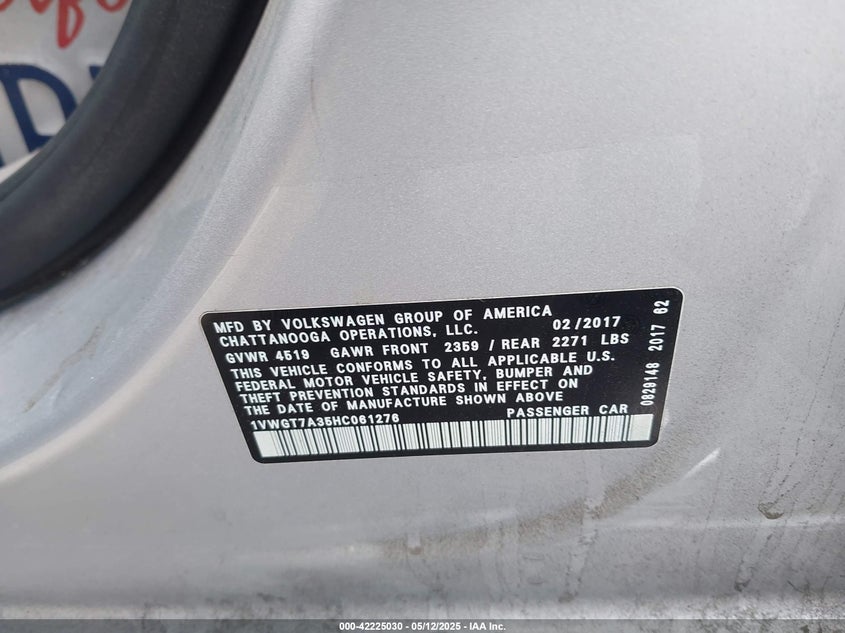 MFD BY VOLKSWAGEN GROUP OF AMERICA
CHATTANOOGA OPERATIONS, LLC. 02/2017
GVWR 4519 GAWR FRONT 2359 / REAR 2271 LBS
THIS VEHICLE CONFORMS TO ALL APPLICABLE U.S.
FEDERAL MOTOR VEHICLE SAFETY, BUMPER AND
THEFT PREVENTION STANDARDS IN EFFECT ON
THE DATE OF MANUFACTURE SHOWN ABOVE
1VWGT7A35HC061276 PASSENGER CAR
0829148 2017 62
000-42225030 - 05/12/2025 - IAA Inc.